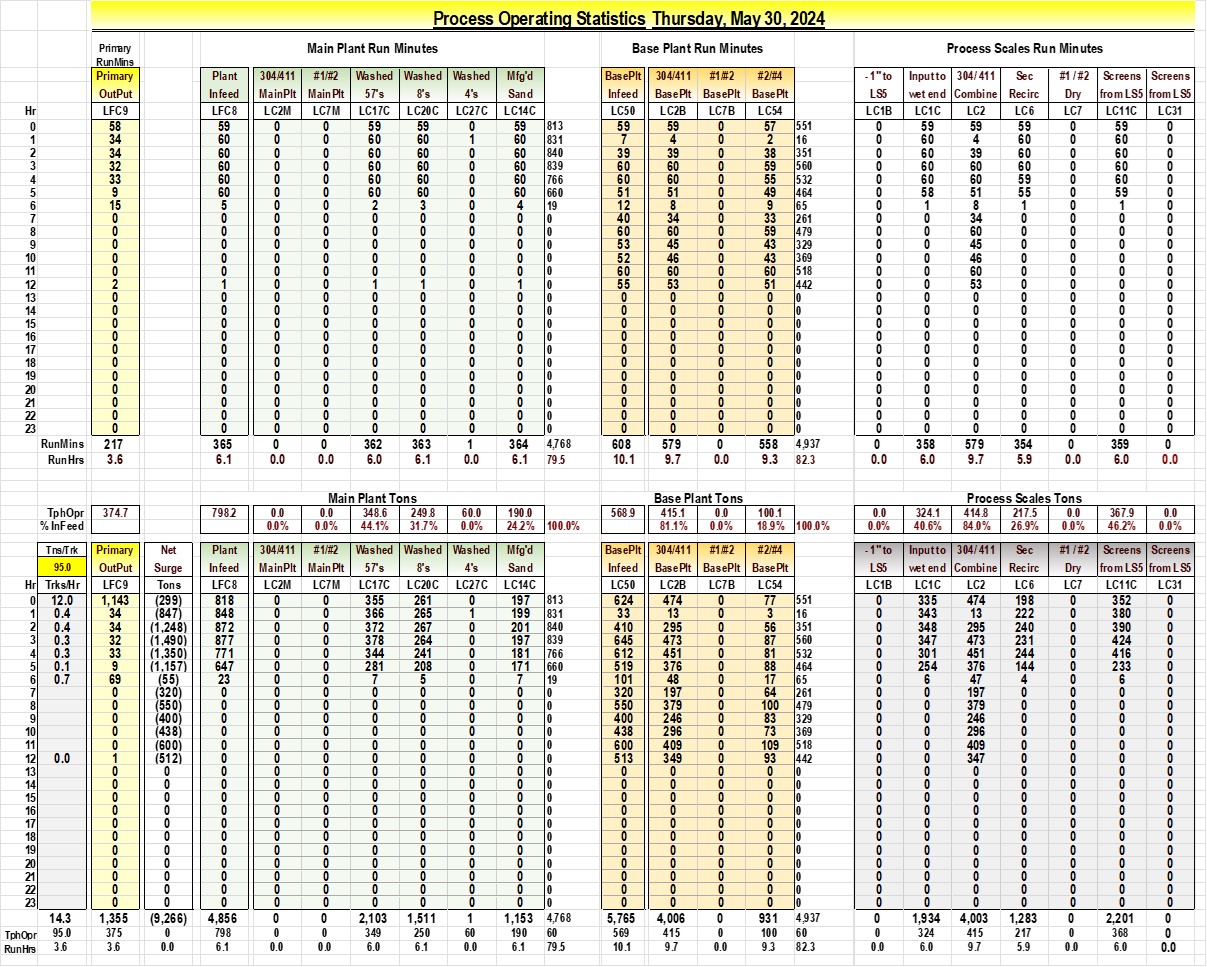 Process Operating Statistics Thursday, May 30, 2024
Primary Main Plant Run Minutes Base Plant Run Minutes Process Scales Run Minutes
RunMins
Primary Plant 304/411 #1/#2 Washed Washed Washed Mfg'd BasePlt 304/411 #1/#2 #2/#4 - 1" to Input to 304/ 411 Sec #1 / #2 Screens Screens
OutPut Infeed MainPlt MainPlt 57's 8's 4's Sand Infeed BasePlt BasePlt BasePlt LS5 wet end Combine Recirc Dry from LS5 from LS5
Hr LFC9 LFC8 LC2M LC7M LC17C LC20C LC27C LC14C LC50 LC2B LC7B LC54 LC1B LC1C LC2 LC6 LC7 LC11C LC31
0 58 59 0 0 59 59 0 59 813 59 59 0 57 551 0 59 59 59 0 59 0
1 34 60 0 0 60 60 1 60 831 7 4 0 2 16 0 60 4 60 0 60 0
2 34 60 0 0 60 60 0 60 840 39 39 0 38 351 0 60 39 60 0 60 0
3 32 60 0 0 60 60 0 60 839 60 60 0 59 560 0 60 60 60 0 60 0
4 33 60 0 0 60 60 0 60 766 60 60 0 55 532 0 60 60 59 0 60 0
5 9 60 0 0 60 60 0 60 660 51 51 0 49 464 0 58 51 55 0 59 0
6 15 5 0 0 2 3 0 4 19 12 8 0 9 65 0 1 8 1 0 1 0
7 0 0 0 0 0 0 0 0 0 40 34 0 33 261 0 0 34 0 0 0 0
8 0 0 0 0 0 0 0 0 0 60 60 0 59 479 0 0 60 0 0 0 0
9 0 0 0 0 0 0 0 0 0 53 45 0 43 329 0 0 45 0 0 0 0
10 0 0 0 0 0 0 0 0 0 52 46 0 43 369 0 0 46 0 0 0 0
11 0 0 0 0 0 0 0 0 0 60 60 0 60 518 0 0 60 0 0 0 0
12 2 1 0 0 1 1 0 1 0 55 53 0 51 442 0 0 53 0 0 0 0
13 0 0 0 0 0 0 0 0 0 0 0 0 0 0 0 0 0 0 0 0 0
14 0 0 0 0 0 0 0 0 0 0 0 0 0 0 0 0 0 0 0 0 0
15 0 0 0 0 0 0 0 0 0 0 0 0 0 0 0 0 0 0 0 0 0
16 0 0 0 0 0 0 0 0 0 0 0 0 0 0 0 0 0 0 0 0 0
17 0 0 0 0 0 0 0 0 0 0 0 0 0 0 0 0 0 0 0 0 0
18 0 0 0 0 0 0 0 0 0 0 0 0 0 0 0 0 0 0 0 0 0
19 0 0 0 0 0 0 0 0 0 0 0 0 0 0 0 0 0 0 0 0 0
20 0 0 0 0 0 0 0 0 0 0 0 0 0 0 0 0 0 0 0 0 0
21 0 0 0 0 0 0 0 0 0 0 0 0 0 0 0 0 0 0 0 0 0
22 0 0 0 0 0 0 0 0 0 0 0 0 0 0 0 0 0 0 0 0 0
23 0 0 0 0 0 0 0 0 0 0 0 0 0 0 0 0 0 0 0 0 0
RunMins 217 365 0 0 362 363 1 364 4,768 608 579 0 558 4,937 0 358 579 354 0 359 0
Run Hrs 3.6 6.1 0.0 0.0 6.0 6.1 0.0 6.1 79.5 10.1 9.7 0.0 9.3 82.3 0.0 6.0 9.7 5.9 0.0 6.0 0.0
Main Plant Tons Base Plant Tons Process Scales Tons
TphOpr 374.7 798.2 0.0 0.0 348.6 249.8 60.0 190.0 568.9 415.1 0.0 100.1 0.0 324.1 414.8 217.5 0.0 367.9 0.0
% InFeed 0.0% 0.0% 44.1% 31.7% 0.0% 24.2% 100.0% 81.1% 0.0% 18.9% 100.0% 0.0% 40.6% 84.0% 26.9% 0.0% 46.2% 0.0%
Tns/Trk Primary Net Plant 304/411 #1/#2 Washed Washed Washed Mfg'd BasePlt 304/411 #1/#2 #2/#4 - 1" to Input to 304/ 411 Sec #1 / #2 Screens Screens
95.0 OutPut Surge Infeed MainPlt MainPlt 57's 8's 4's Sand Infeed BasePlt BasePlt BasePlt LS5 wet end Combine Recirc Dry from LS5 from LS5
Hr Trks/Hr LFC9 Tons LFC8 LC2M LC7M LC17C LC20C LC27C LC14C LC50 LC2B LC7B LC54 LC1B LC1C LC2 LC6 LC7 LC11C LC31
0 12.0 1,143 (299) 818 0 0 355 261 0 197 813 624 474 0 77 551 0 335 474 198 0 352 0
1 0.4 34 (847) 848 0 0 366 265 1 199 831 33 13 0 3 16 0 343 13 222 0 380 0
2 0.4 34 (1,248) 872 0 0 372 267 0 201 840 410 295 0 56 351 0 348 295 240 0 390 0
3 0.3 32 (1,490) 877 0 0 378 264 0 197 839 645 473 0 87 560 0 347 473 231 0 424 0
4 0.3 33 (1,350) 771 0 0 344 241 0 181 766 612 451 0 81 532 0 301 451 244 0 416 0
5 0.1 9 (1,157) 647 0 0 281 208 0 171 660 519 376 0 88 464 0 254 376 144 0 233 0
6 0.7 69 (55) 23 0 0 7 5 0 7 19 101 48 0 17 65 0 6 47 4 0 6 0
7 0 (320) 0 0 0 0 0 0 0 0 320 197 0 64 261 0 0 197 0 0 0 0
8 0 (550) 0 0 0 0 0 0 0 0 550 379 0 100 479 0 0 379 0 0 0 0
9 0 (400) 0 0 0 0 0 0 0 0 400 246 0 83 329 0 0 246 0 0 0 0
10 0 (438) 0 0 0 0 0 0 0 0 438 296 0 73 369 0 0 296 0 0 0 0
11 0 (600) 0 0 0 0 0 0 0 0 600 409 0 109 518 0 0 409 0 0 0 0
12 0.0 1 (512) 0 0 0 0 0 0 0 0 513 349 0 93 442 0 0 347 0 0 0 0
13 0 0 0 0 0 0 0 0 0 0 0 0 0 0 0 0 0 0 0 0 0 0
14 0 0 0 0 0 0 0 0 0 0 0 0 0 0 0 0 0 0 0 0 0 0
15 0 0 0 0 0 0 0 0 0 0 0 0 0 0 0 0 0 0 0 0 0 0
16 0 0 0 0 0 0 0 0 0 0 0 0 0 0 0 0 0 0 0 0 0 0
17 0 0 0 0 0 0 0 0 0 0 0 0 0 0 0 0 0 0 0 0 0 0
18 0 0 0 0 0 0 0 0 0 0 0 0 0 0 0 0 0 0 0 0 0 0
19 0 0 0 0 0 0 0 0 0 0 0 0 0 0 0 0 0 0 0 0 0 0
20 0 0 0 0 0 0 0 0 0 0 0 0 0 0 0 0 0 0 0 0 0 0
21 0 0 0 0 0 0 0 0 0 0 0 0 0 0 0 0 0 0 0 0 0 0
22 0 0 0 0 0 0 0 0 0 0 0 0 0 0 0 0 0 0 0 0 0 0
23 0 0 0 0 0 0 0 0 0 0 0 0 0 0 0 0 0 0 0 0 0 0
14.3 1,355 (9,266) 4,856 0 0 2,103 1,511 1 1,153 4,768 5,765 4,006 0 931 4,937 0 1,934 4,003 1,283 0 2,201 0
TphOpr 95.0 375 0 798 0 0 349 250 60 190 60 569 415 0 100 60 0 324 415 217 0 368 0
RunHrs 3.6 3.6 0.0 6.1 0.0 0.0 6.0 6.1 0.0 6.1 79.5 10.1 9.7 0.0 9.3 82.3 0.0 6.0 9.7 5.9 0.0 6.0 0.0